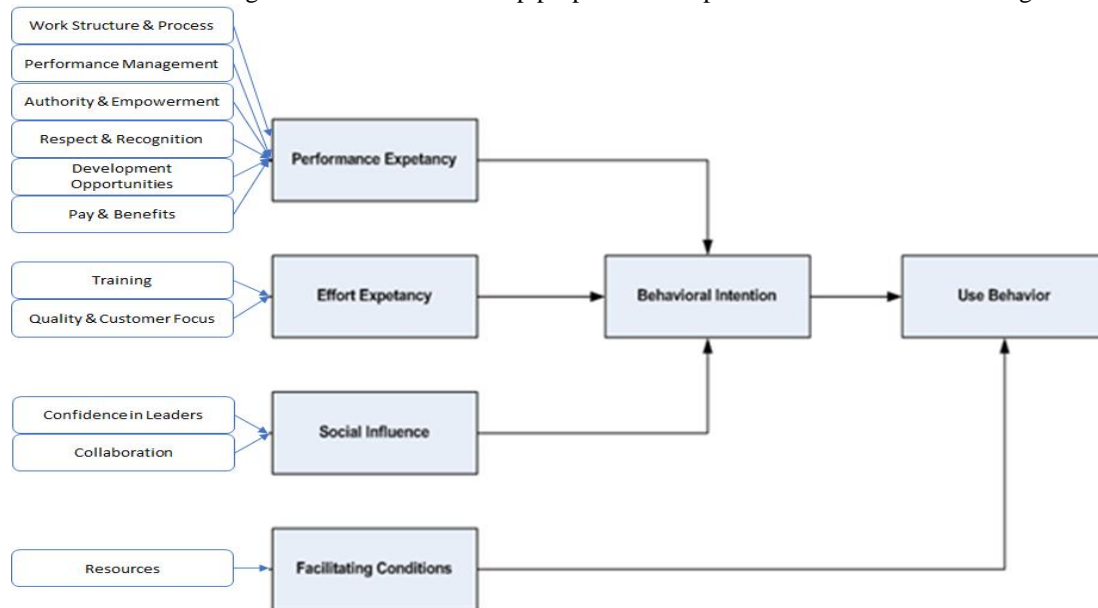 Work Structure & Process
Performance Management
Authority & Empowerment
Respect & Recognition
Development
Opportunities
Pay & Benefits
Performance Expetancy
Training
Quality & Customer Focus
Effort Expetancy
Behavioral Intention
Use Behavior
Confidence in Leaders
Collaboration
Social Influence
Resources
Facilitating Conditions